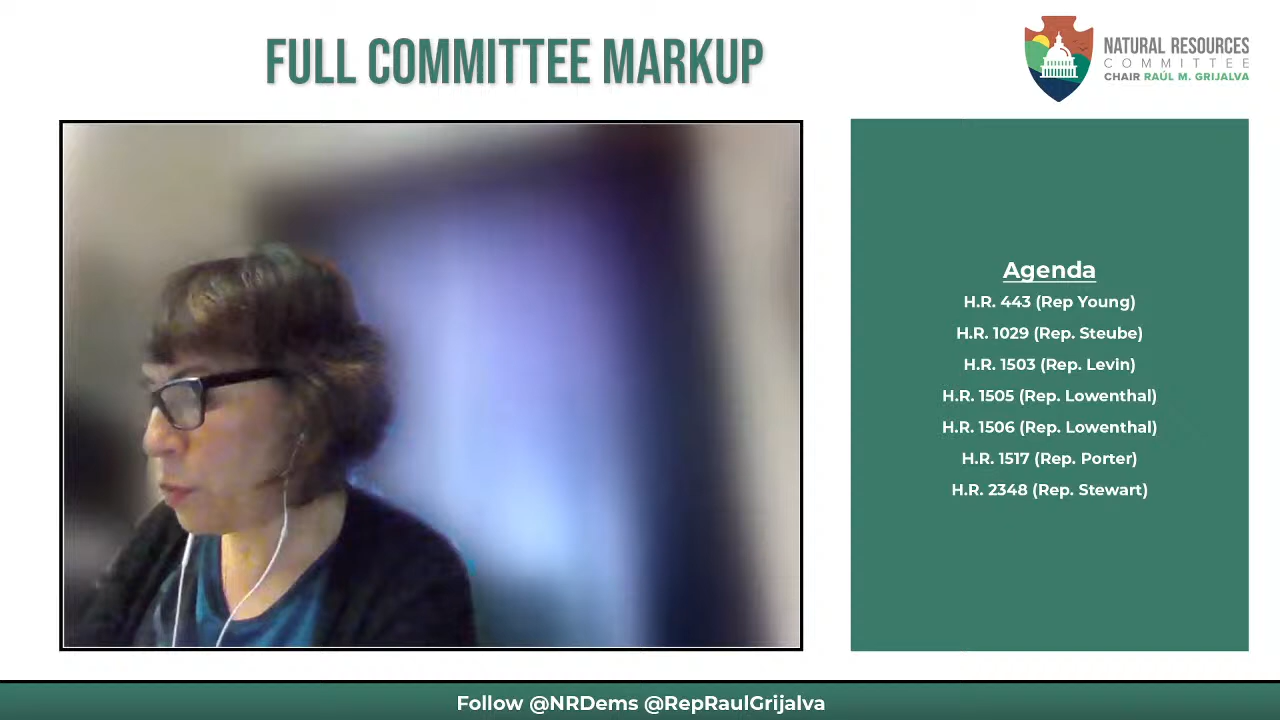 FULL COMMITTEE MARKUP
NATURAL RESOURCES
COMMITTEE
CHAIR RAÚL M. GRIJALVA
Agenda
H.R. 443 (Rep Young)
H.R. 1029 (Rep. Steube)
H.R. 1503 (Rep. Levin)
H.R. 1505 (Rep. Lowenthal)
H.R. 1506 (Rep. Lowenthal)
H.R. 1517 (Rep. Porter)
H.R. 2348 (Rep. Stewart)
Follow @NRDems @RepRaulGrijalva